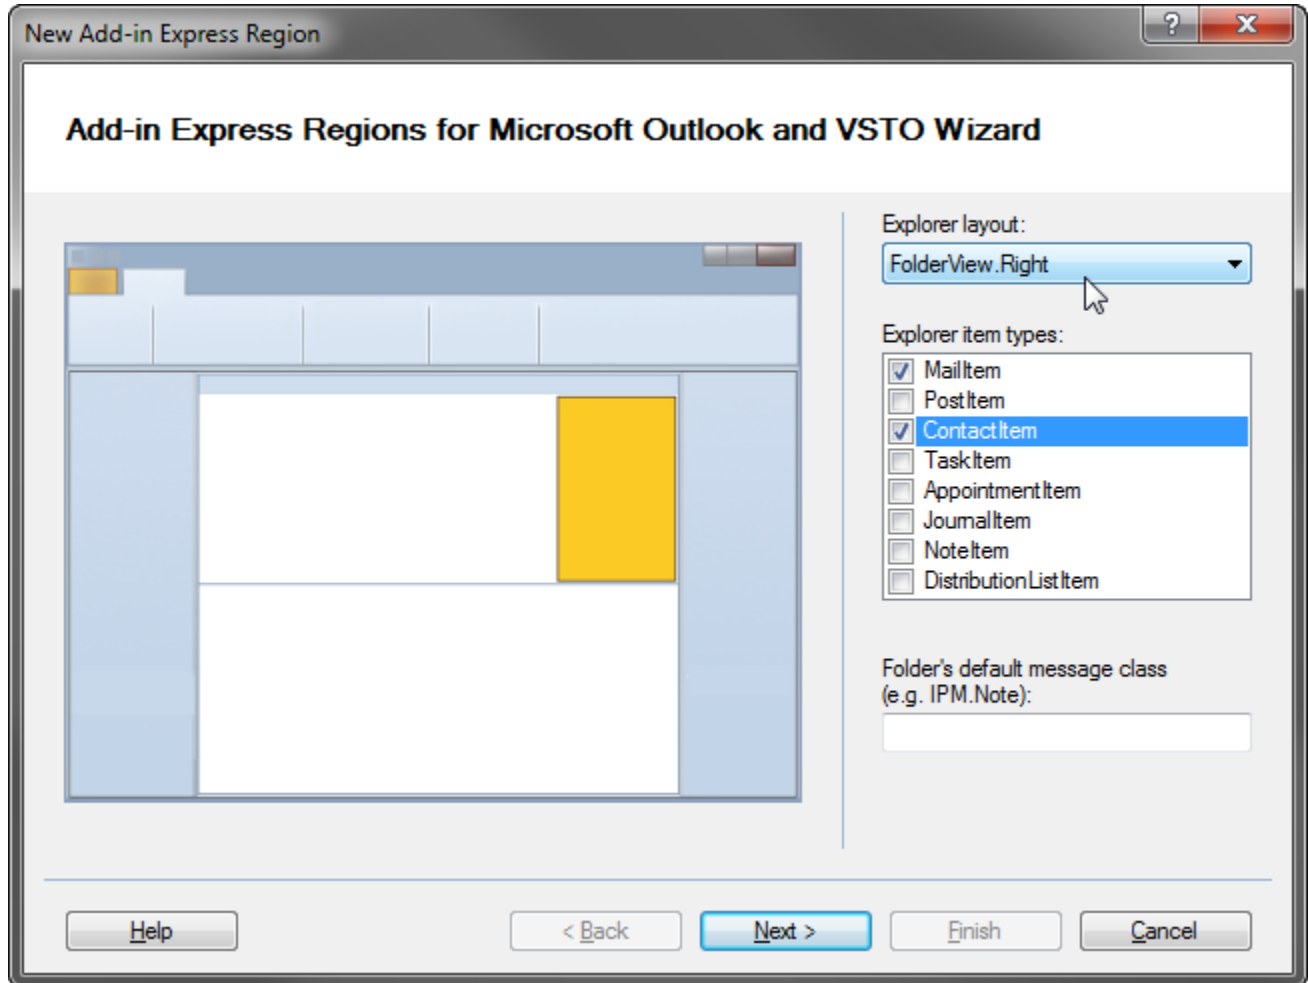 New Add-in Express Region
?
X
Add-in Express Regions for Microsoft Outlook and VSTO Wizard
Explorer layout:
FolderView.Right
Explorer item types:
MailItem
PostItem
ContactItem
TaskItem
AppointmentItem
JournalItem
NoteItem
DistributionListItem
Folder's default message class
(e.g. IPM.Note):
Help
< Back
Next >
Finish
Cancel